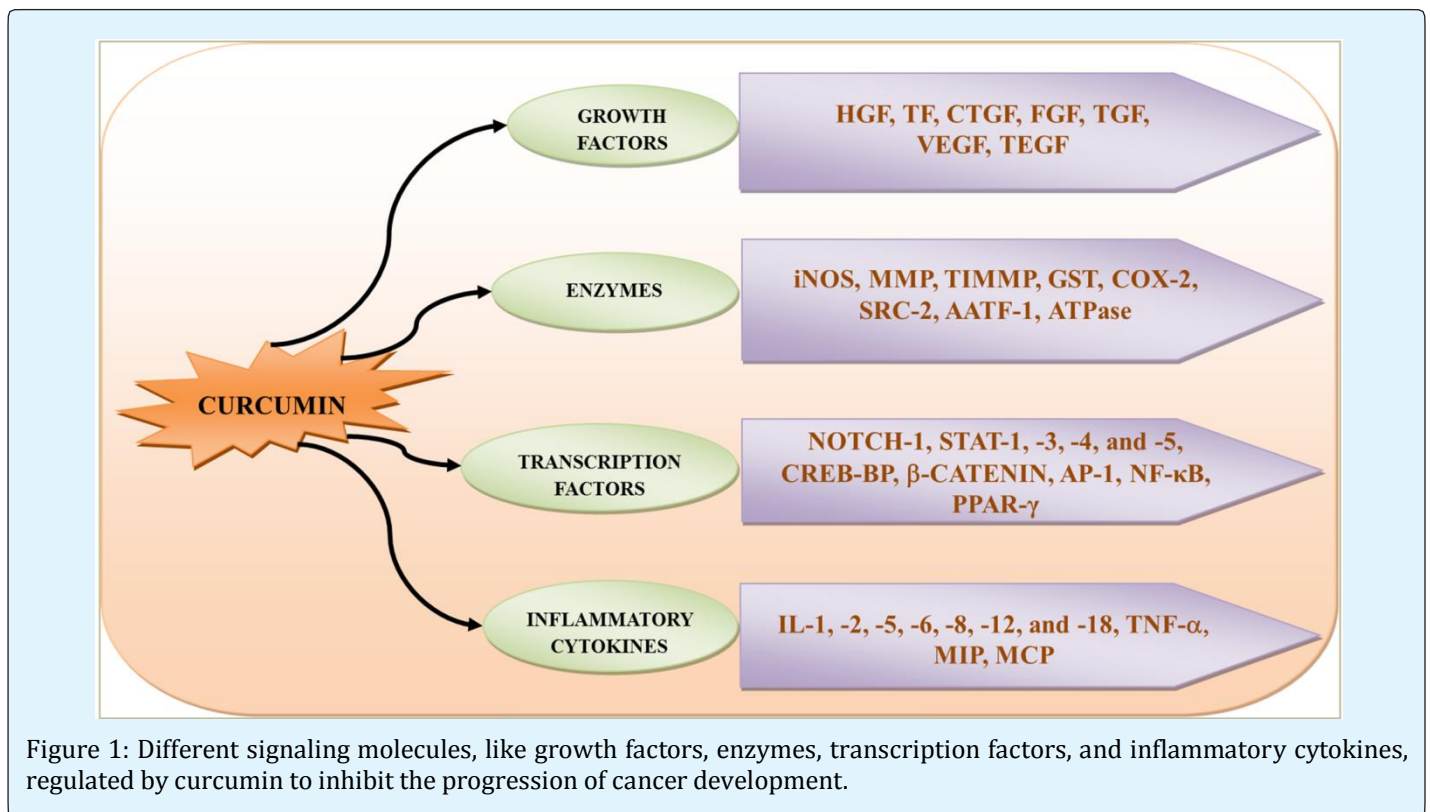 GROWTH
FACTORS
HGF, TF, CTGF, FGF, TGF,
VEGF, TEGF
ENZYMES
iNOS, MMP, TIMMP, GST, COX-2,
SRC-2, AATF-1, ATPase
CURCUMIN
TRANSCRIPTION
FACTORS
NOTCH-1, STAT-1, -3, -4, and -5,
CREB-BP, β-CATENIN, AP-1, NF-κB,
PPAR-γ
INFLAMMATORY
CYTOKINES
IL-1, -2, -5, -6, -8, -12, and -18, TNF-α,
MIP, MCP
Figure 1: Different signaling molecules, like growth factors, enzymes, transcription factors, and inflammatory cytokines,
regulated by curcumin to inhibit the progression of cancer development.